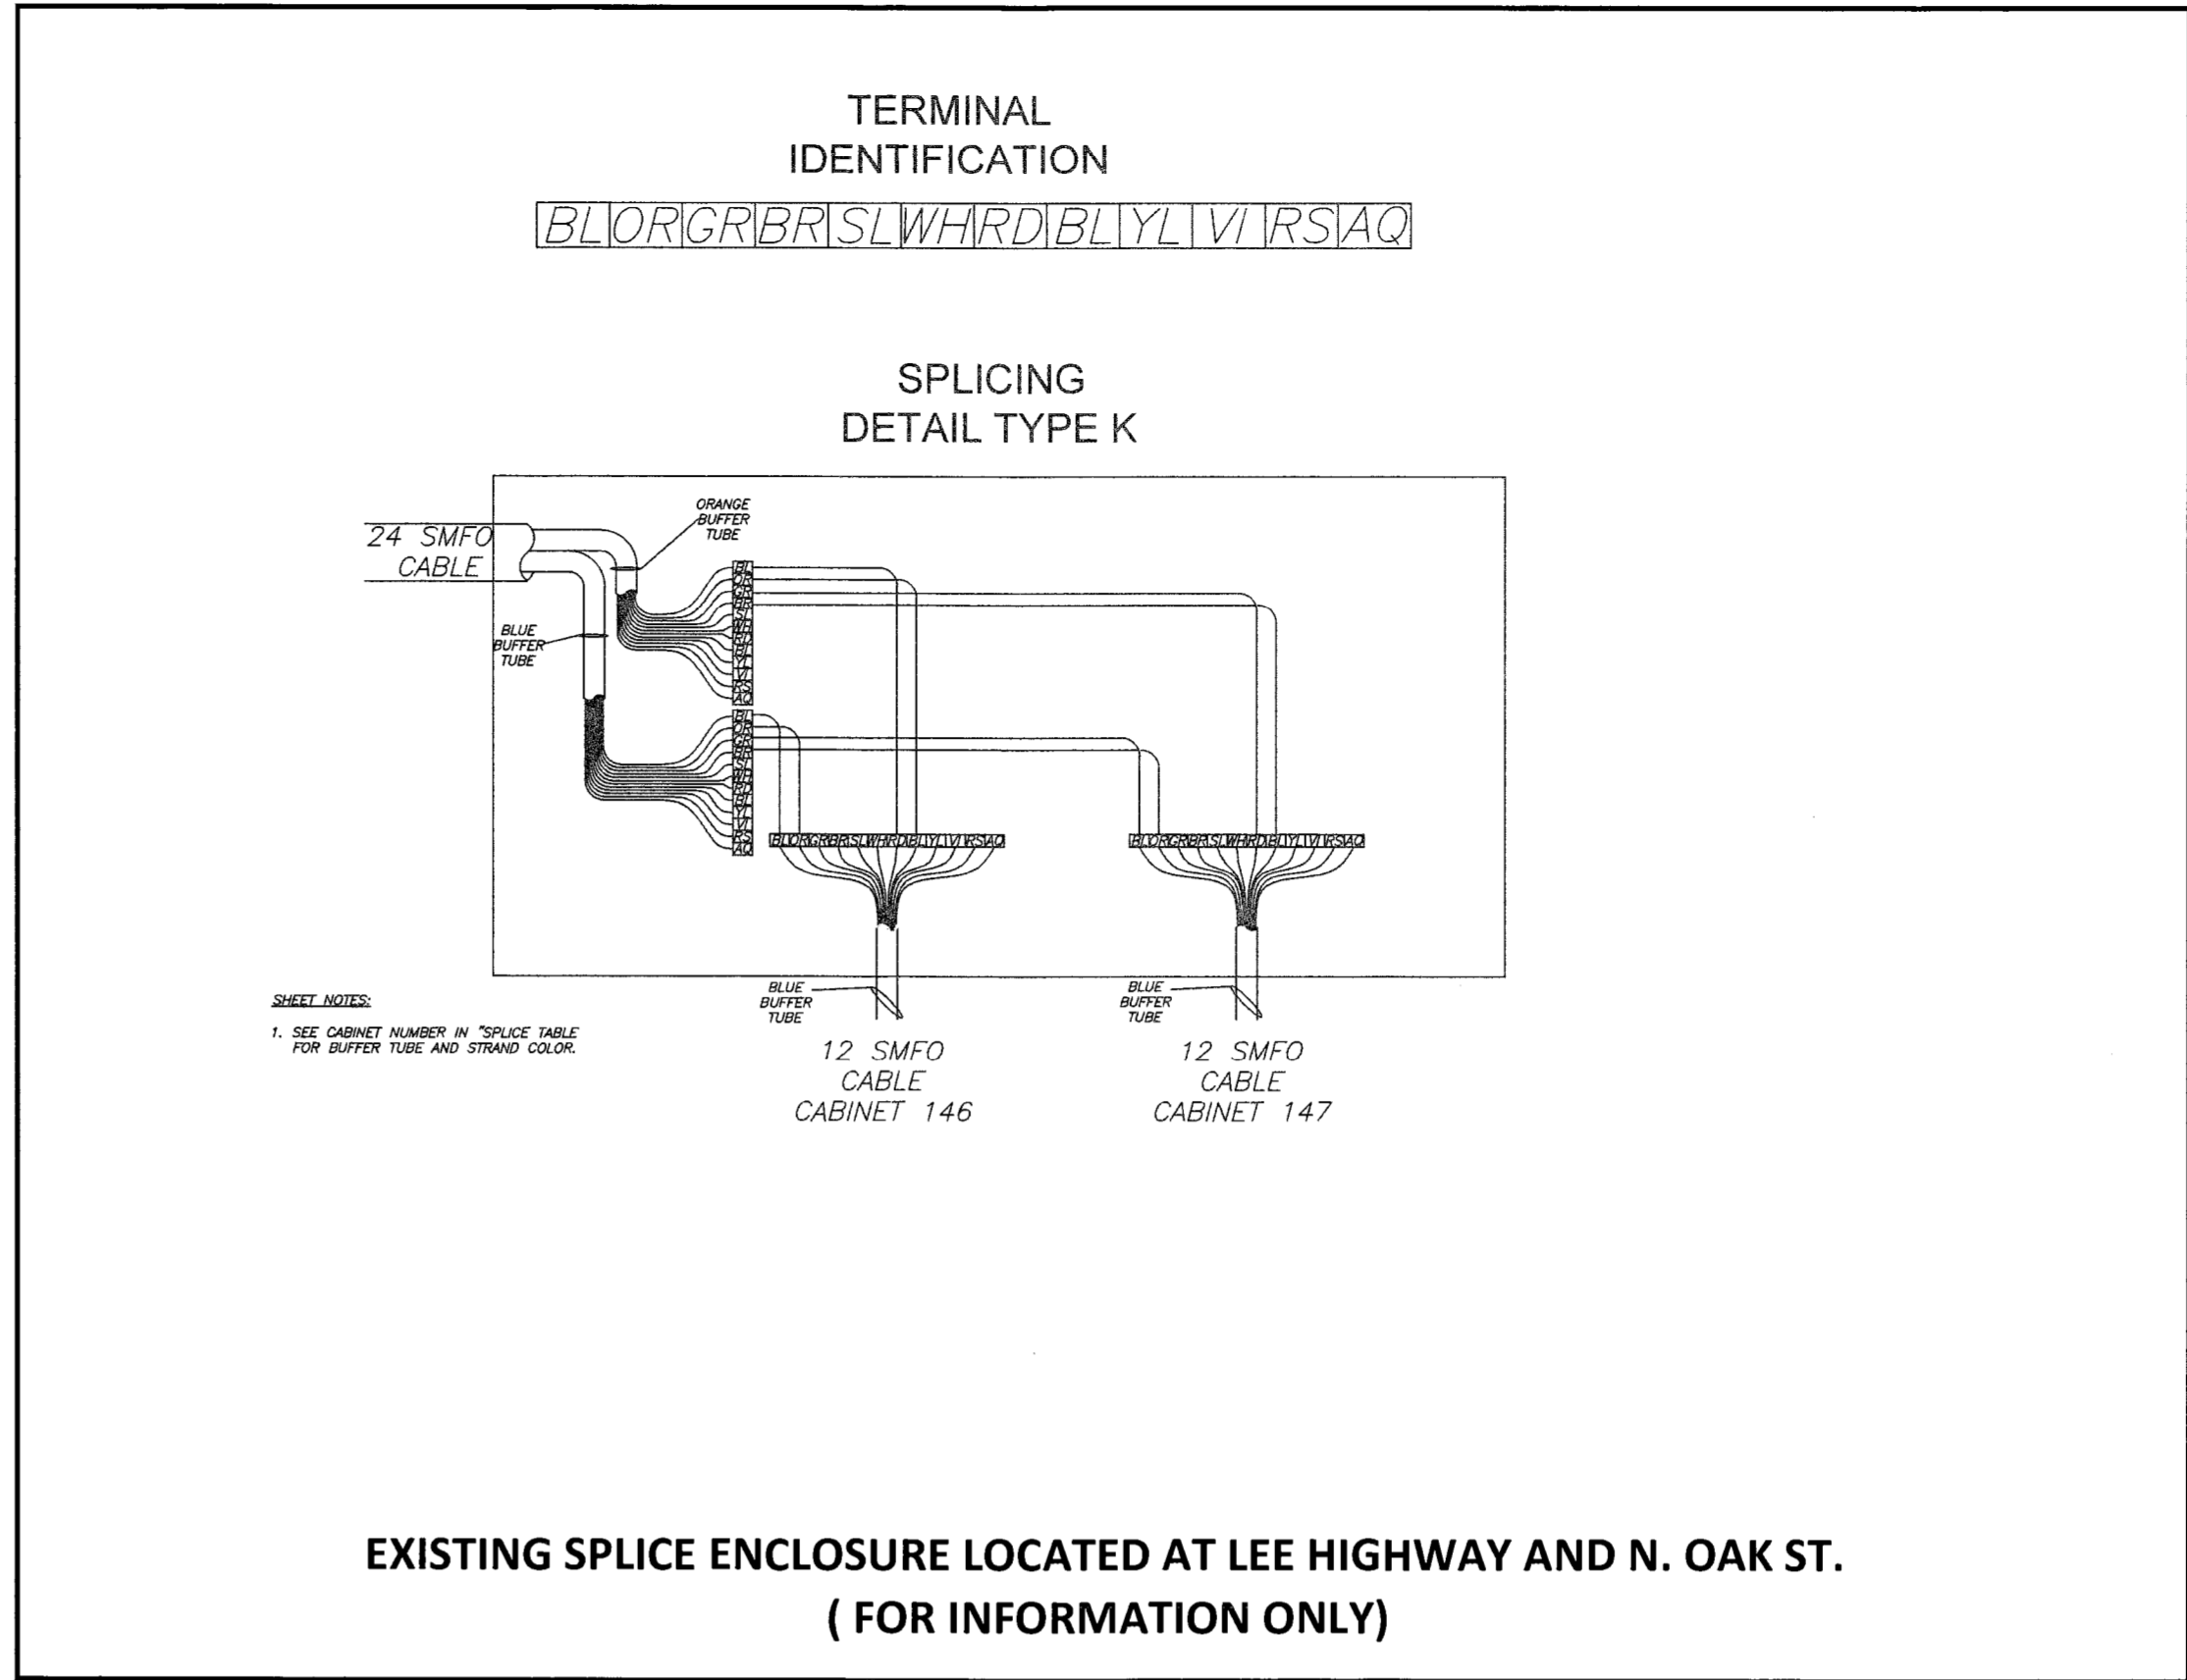 TERMINAL
IDENTIFICATION
BL OR GR BR SL WH RD BL YL VI RS AQ
SPLICING
DETAIL TYPE K
24 SMFO
CABLE
ORANGE
BUFFER
TUBE
BL
OR
GR
BR
SL
WH
RD
BL
YL
VI
RS
AQ
BLUE
BUFFER
TUBE
BL
OR
GR
BR
SL
WH
RD
BL
YL
VI
RS
AQ
BL OR GR BR SL WH RD BL YL VI RS AQ
BL OR GR BR SL WH RD BL YL VI RS AQ
BLUE
BUFFER
TUBE
12 SMFO
CABLE
CABINET 146
BLUE
BUFFER
TUBE
12 SMFO
CABLE
CABINET 147
SHEET NOTES:
1. SEE CABINET NUMBER IN "SPLICE TABLE
FOR BUFFER TUBE AND STRAND COLOR.
EXISTING SPLICE ENCLOSURE LOCATED AT LEE HIGHWAY AND N. OAK ST.
( FOR INFORMATION ONLY)